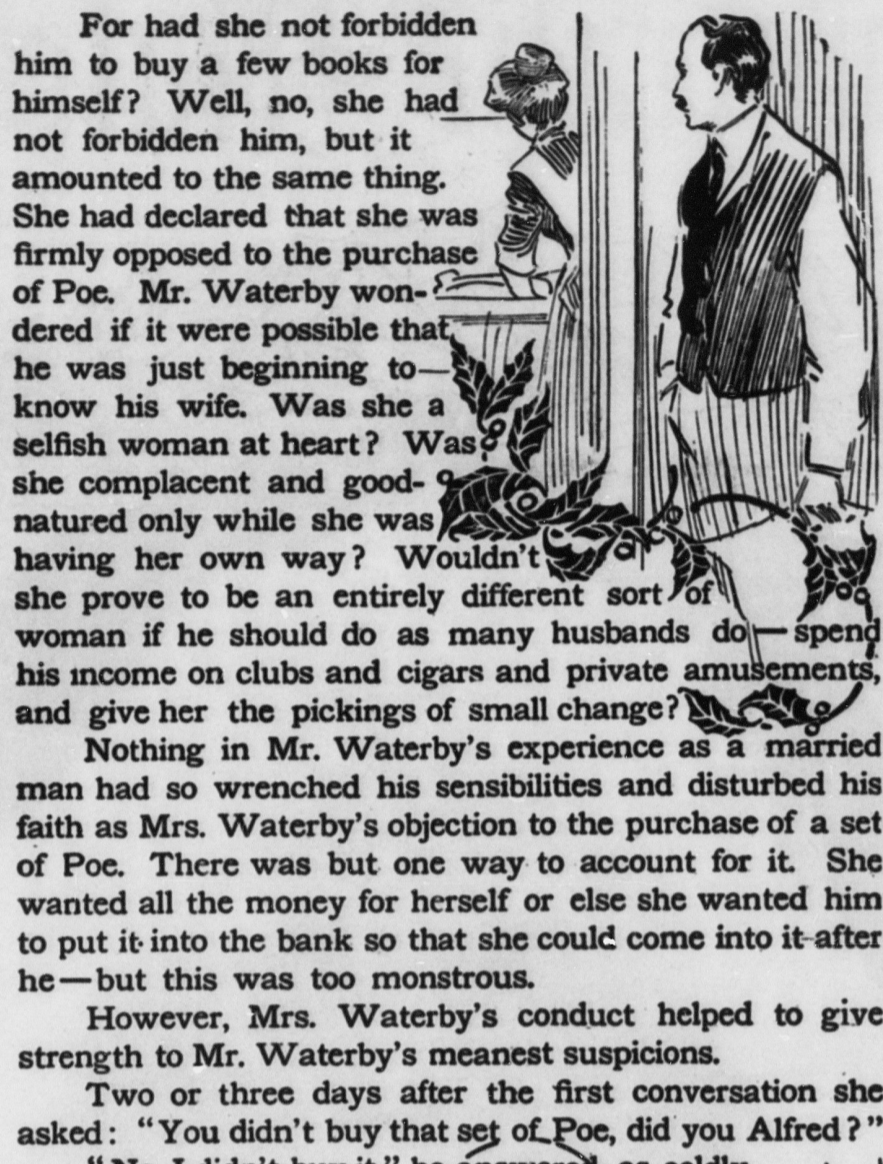 For had she not forbidden
him to buy a few books for
himself? Well, no, she had
not forbidden him, but it
amounted to the same thing.
She had declared that she was
firmly opposed to the purchase
of Poe. Mr. Waterby won-
dered if it were possible that
he was just beginning to
know his wife. Was she a
selfish woman at heart? Was
she complacent and good-
natured only while she was
having her own way? Wouldn't
she prove to be an entirely different sort of
woman if he should do as many husbands do—spend
his income on clubs and cigars and private amusements,
and give her the pickings of small change?
Nothing in Mr. Waterby's experience as a married
man had so wrenched his sensibilities and disturbed his
faith as Mrs. Waterby's objection to the purchase of a set
of Poe. There was but one way to account for it. She
wanted all the money for herself or else she wanted him
to put it into the bank so that she could come into it after
he—but this was too monstrous.
However, Mrs. Waterby's conduct helped to give
strength to Mr. Waterby's meanest suspicions.
Two or three days after the first conversation she
asked: "You didn't buy that set of Poe, did you Alfred?"
"No, I didn't buy it," he answered, as coldly